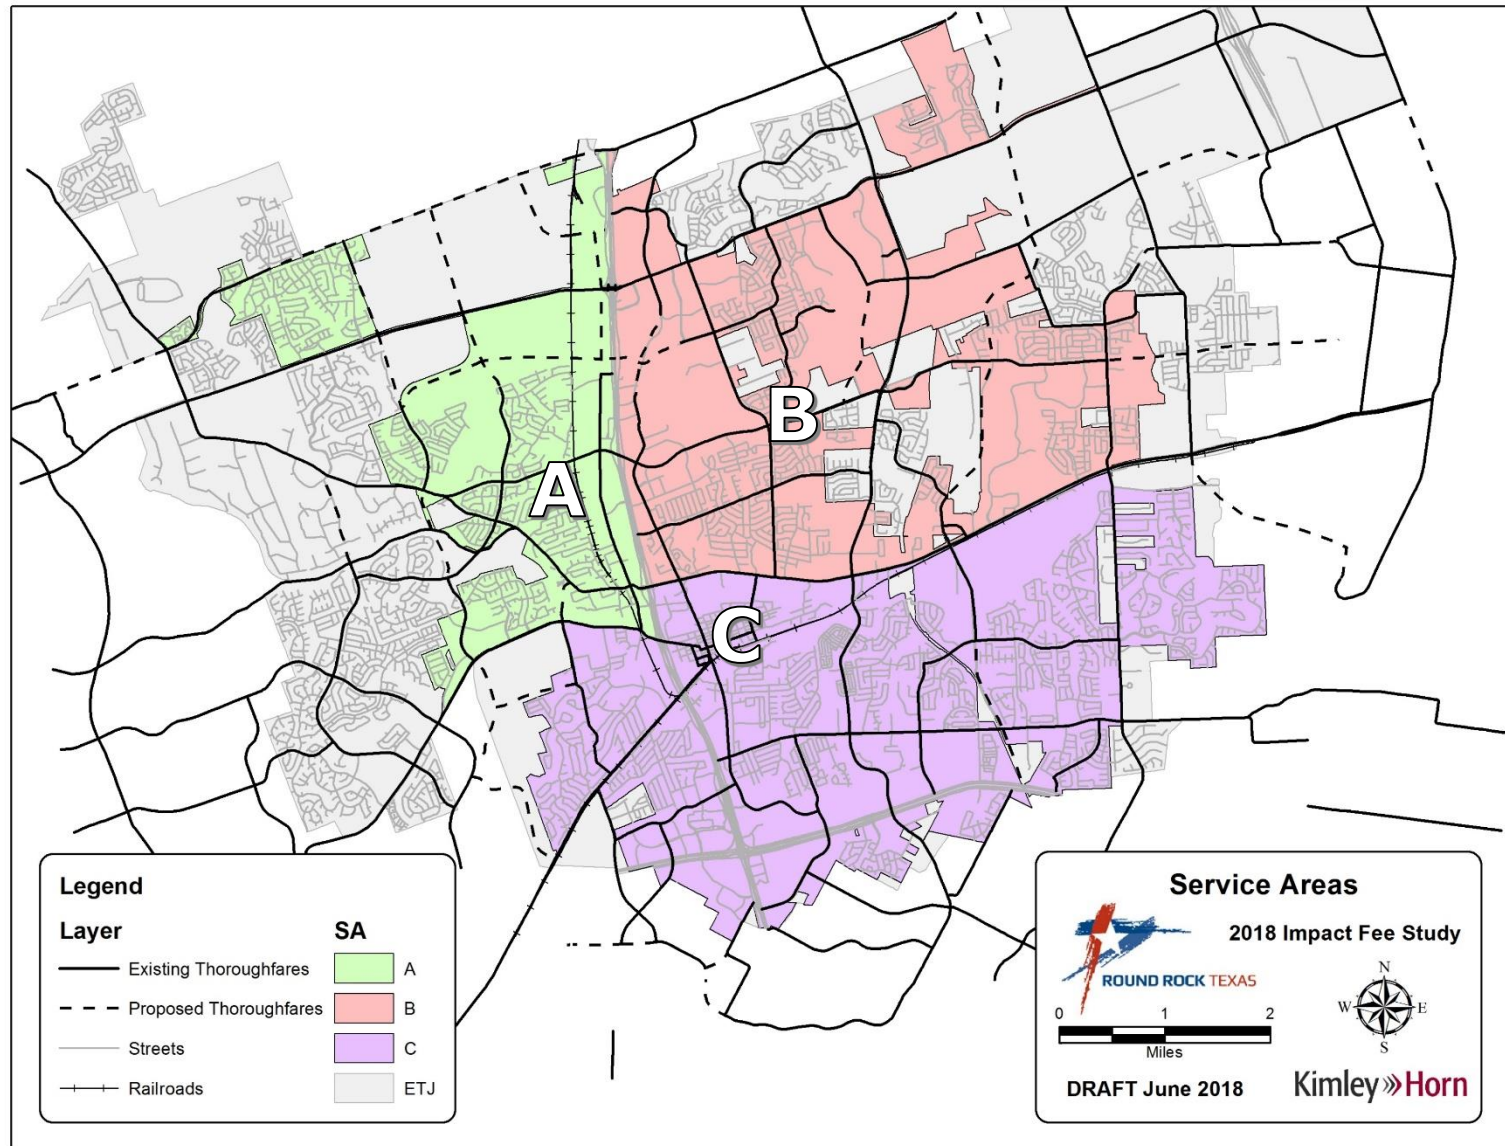 B
A
C
Legend
Layer SA
Existing Thoroughfares A
Proposed Thoroughfares B
Streets C
Railroads ETJ
Service Areas
2018 Impact Fee Study
ROUND ROCK TEXAS
N
W E
S
0 1 2
Miles
DRAFT June 2018
Kimley»Horn